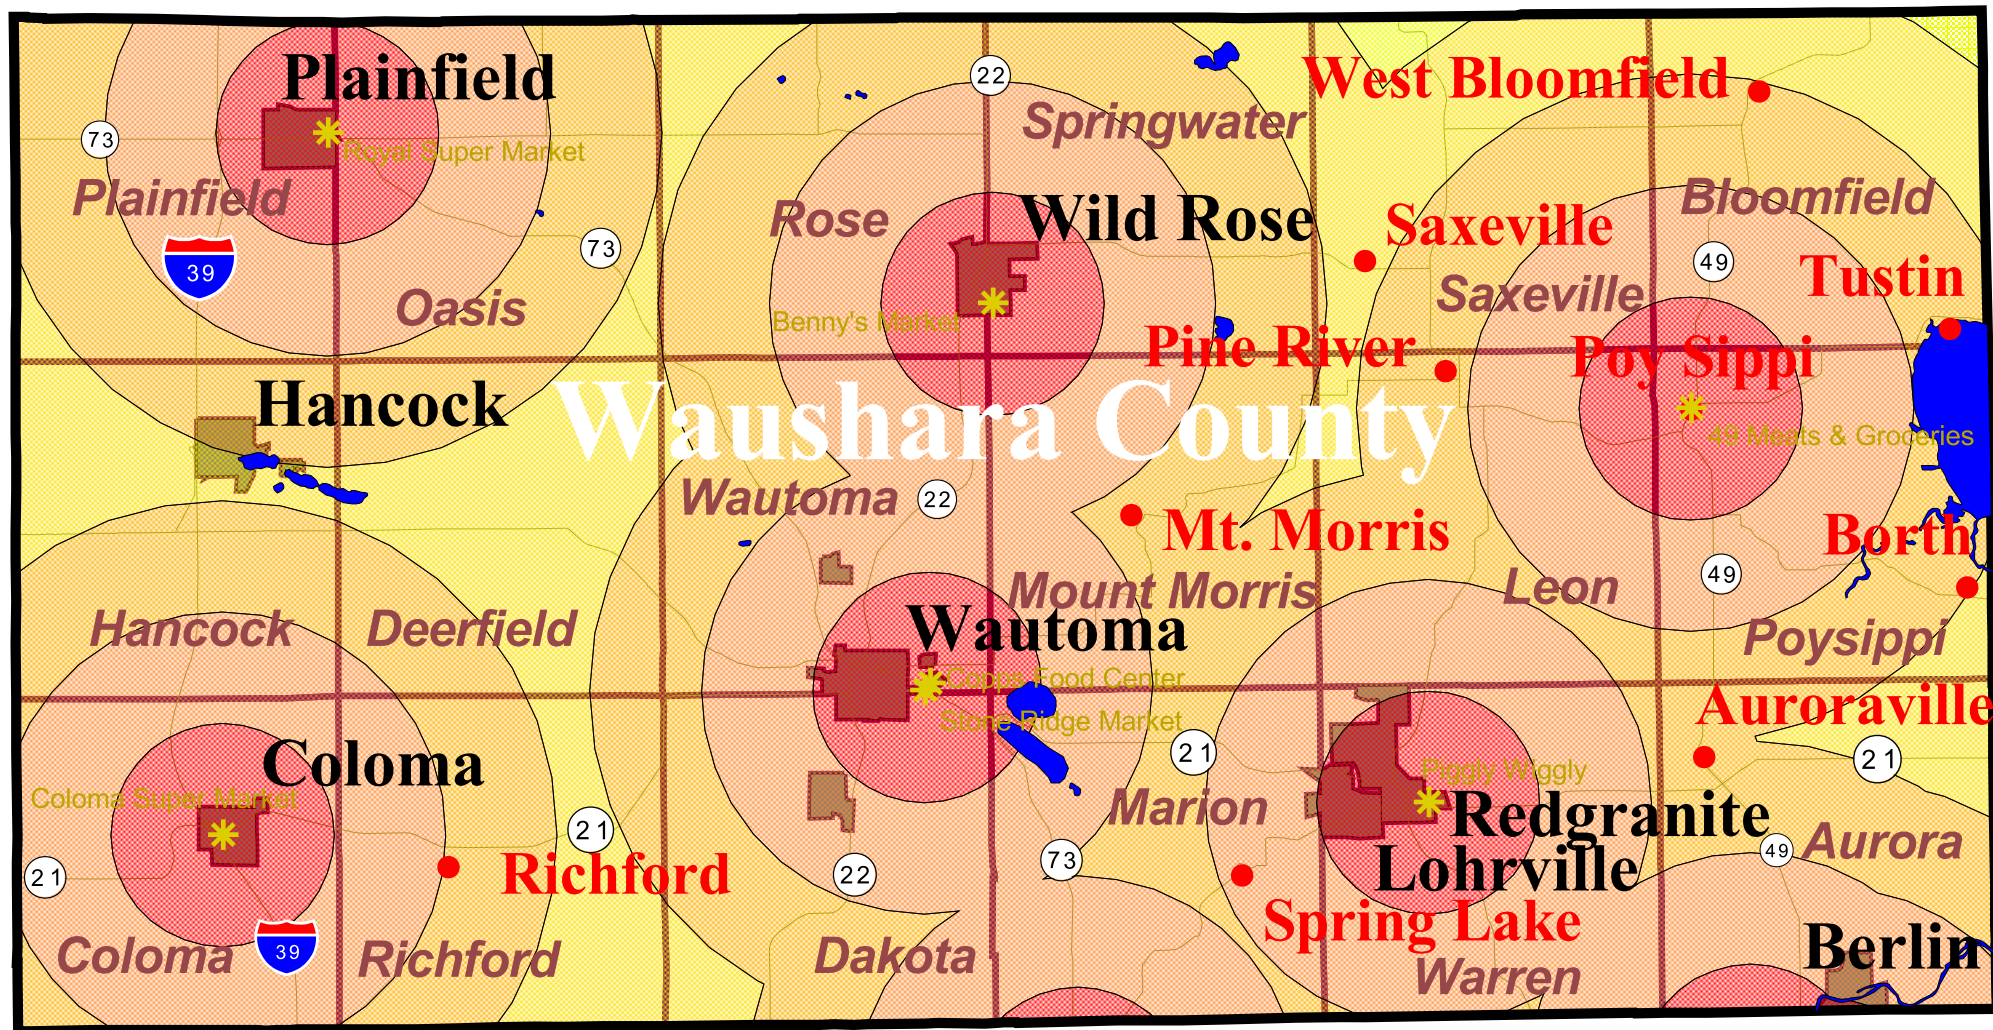 Plainfield
22
West Bloomfield
Springwater
73
Royal Super Market
Plainfield
Rose
Wild Rose
Saxeville
Bloomfield
39
73
49
Tustin
Oasis
Saxeville
Benny's Market
Pine River
Poy Sippi
Hancock
Waushara County
49 Meats & Groceries
Wautoma
22
Mt. Morris
Borth
Mount Morris
Leon
49
Hancock
Deerfield
Wautoma
Poysippi
Copps Food Center
Stone Ridge Market
Auroraville
Coloma
21
21
Coloma Super Market
Piggly Wiggly
Marion
Redgranite
21
49
Aurora
21
Richford
22
73
Lohrville
Spring Lake
Coloma
39
Richford
Dakota
Warren
Berlin